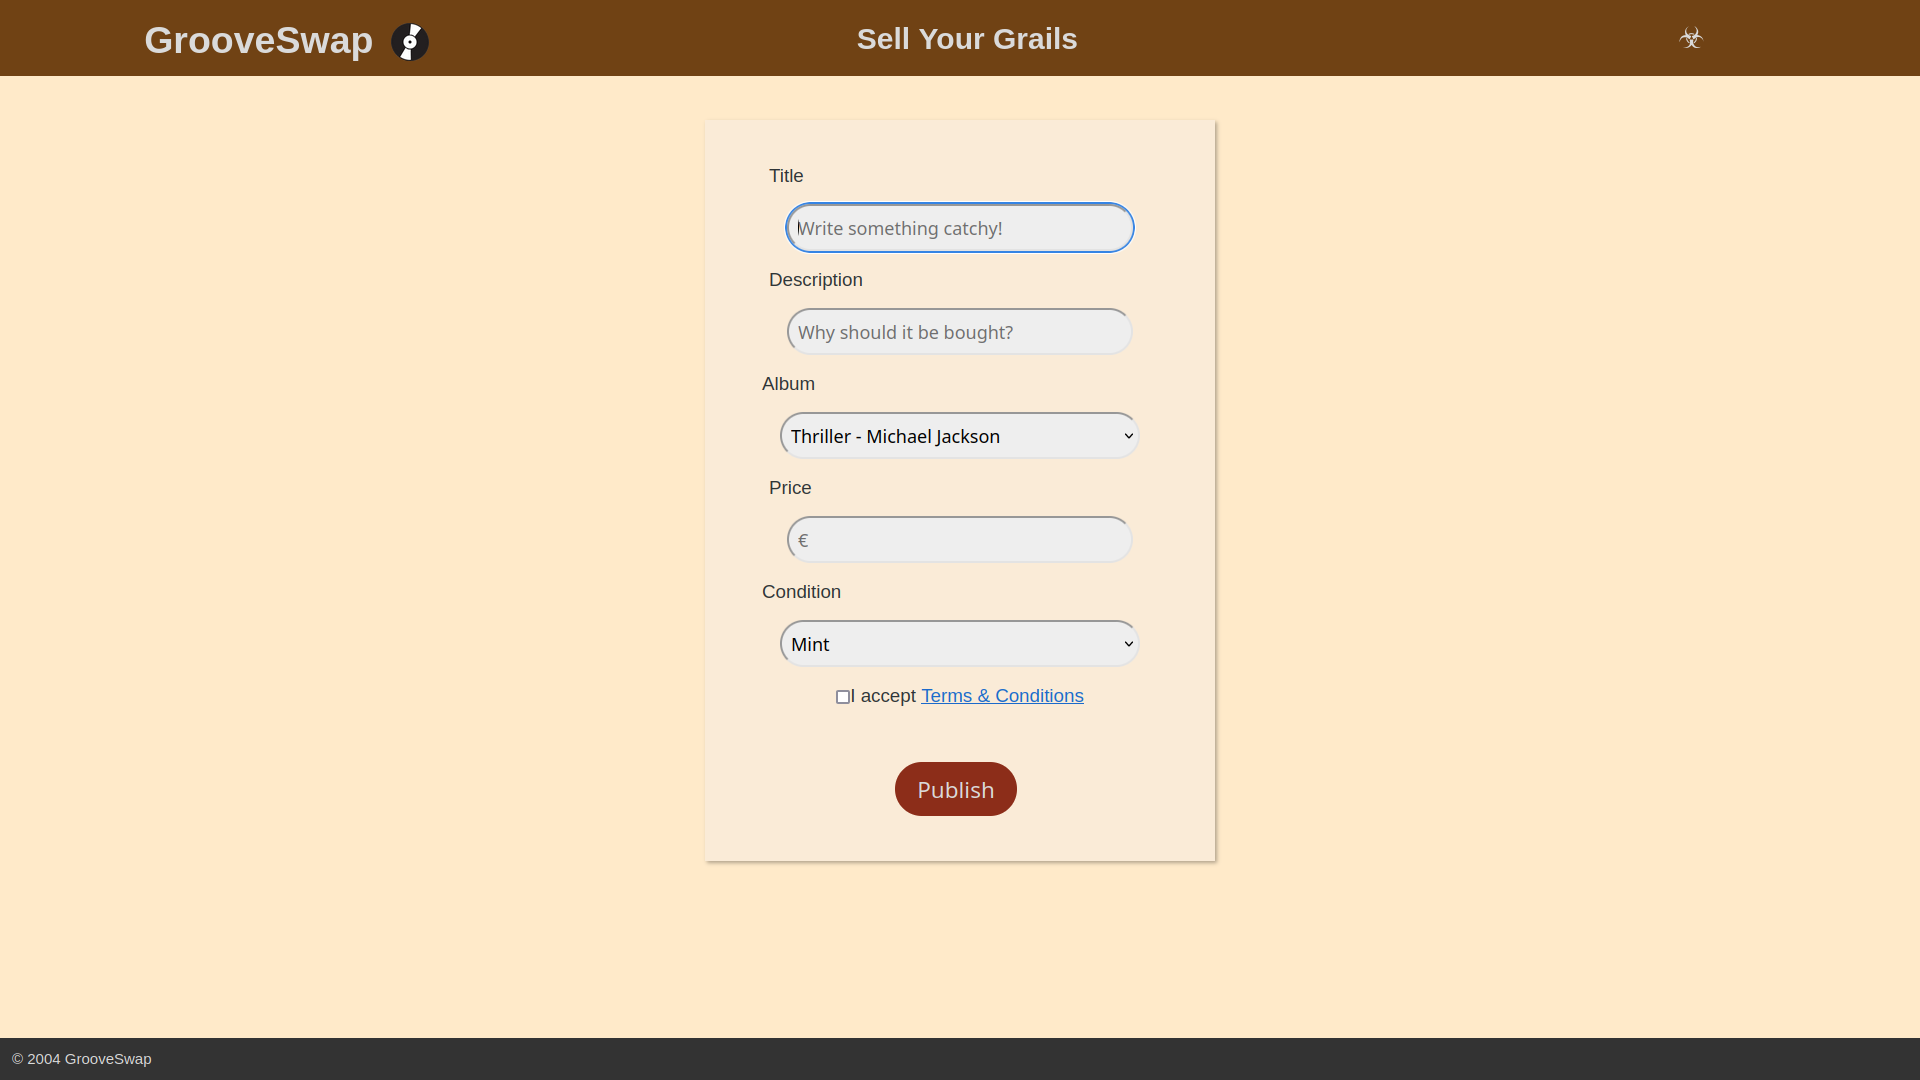 GrooveSwap
Sell Your Grails
☣
Title
Write something catchy!
Description
Why should it be bought?
Album
Thriller - Michael Jackson
Price
€
Condition
Mint
I accept Terms & Conditions
Publish
© 2004 GrooveSwap